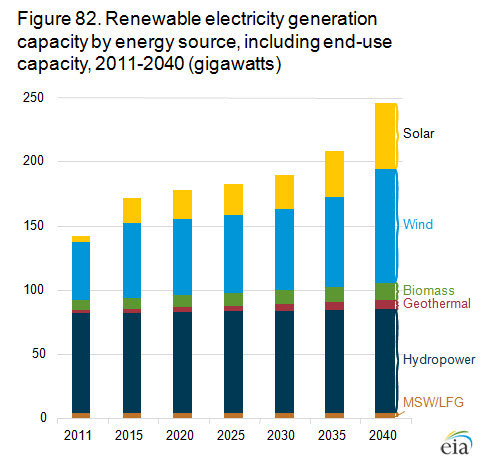 Figure 82. Renewable electricity generation
capacity by energy source, including end-use
capacity, 2011-2040 (gigawatts)
250
200
150
100
50
0
Solar
Wind
Biomass
Geothermal
Hydropower
MSW/LFG
2011 2015 2020 2025 2030 2035 2040
eia